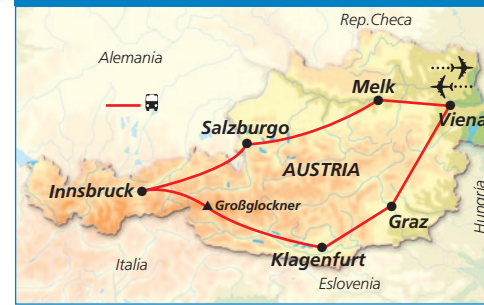 Rep.Checa
Alemania
Melk
Viena
Salzburgo
AUSTRIA
Innsbruck
Großglockner
Graz
Hungría
Klagenfurt
Italia
Eslovenia